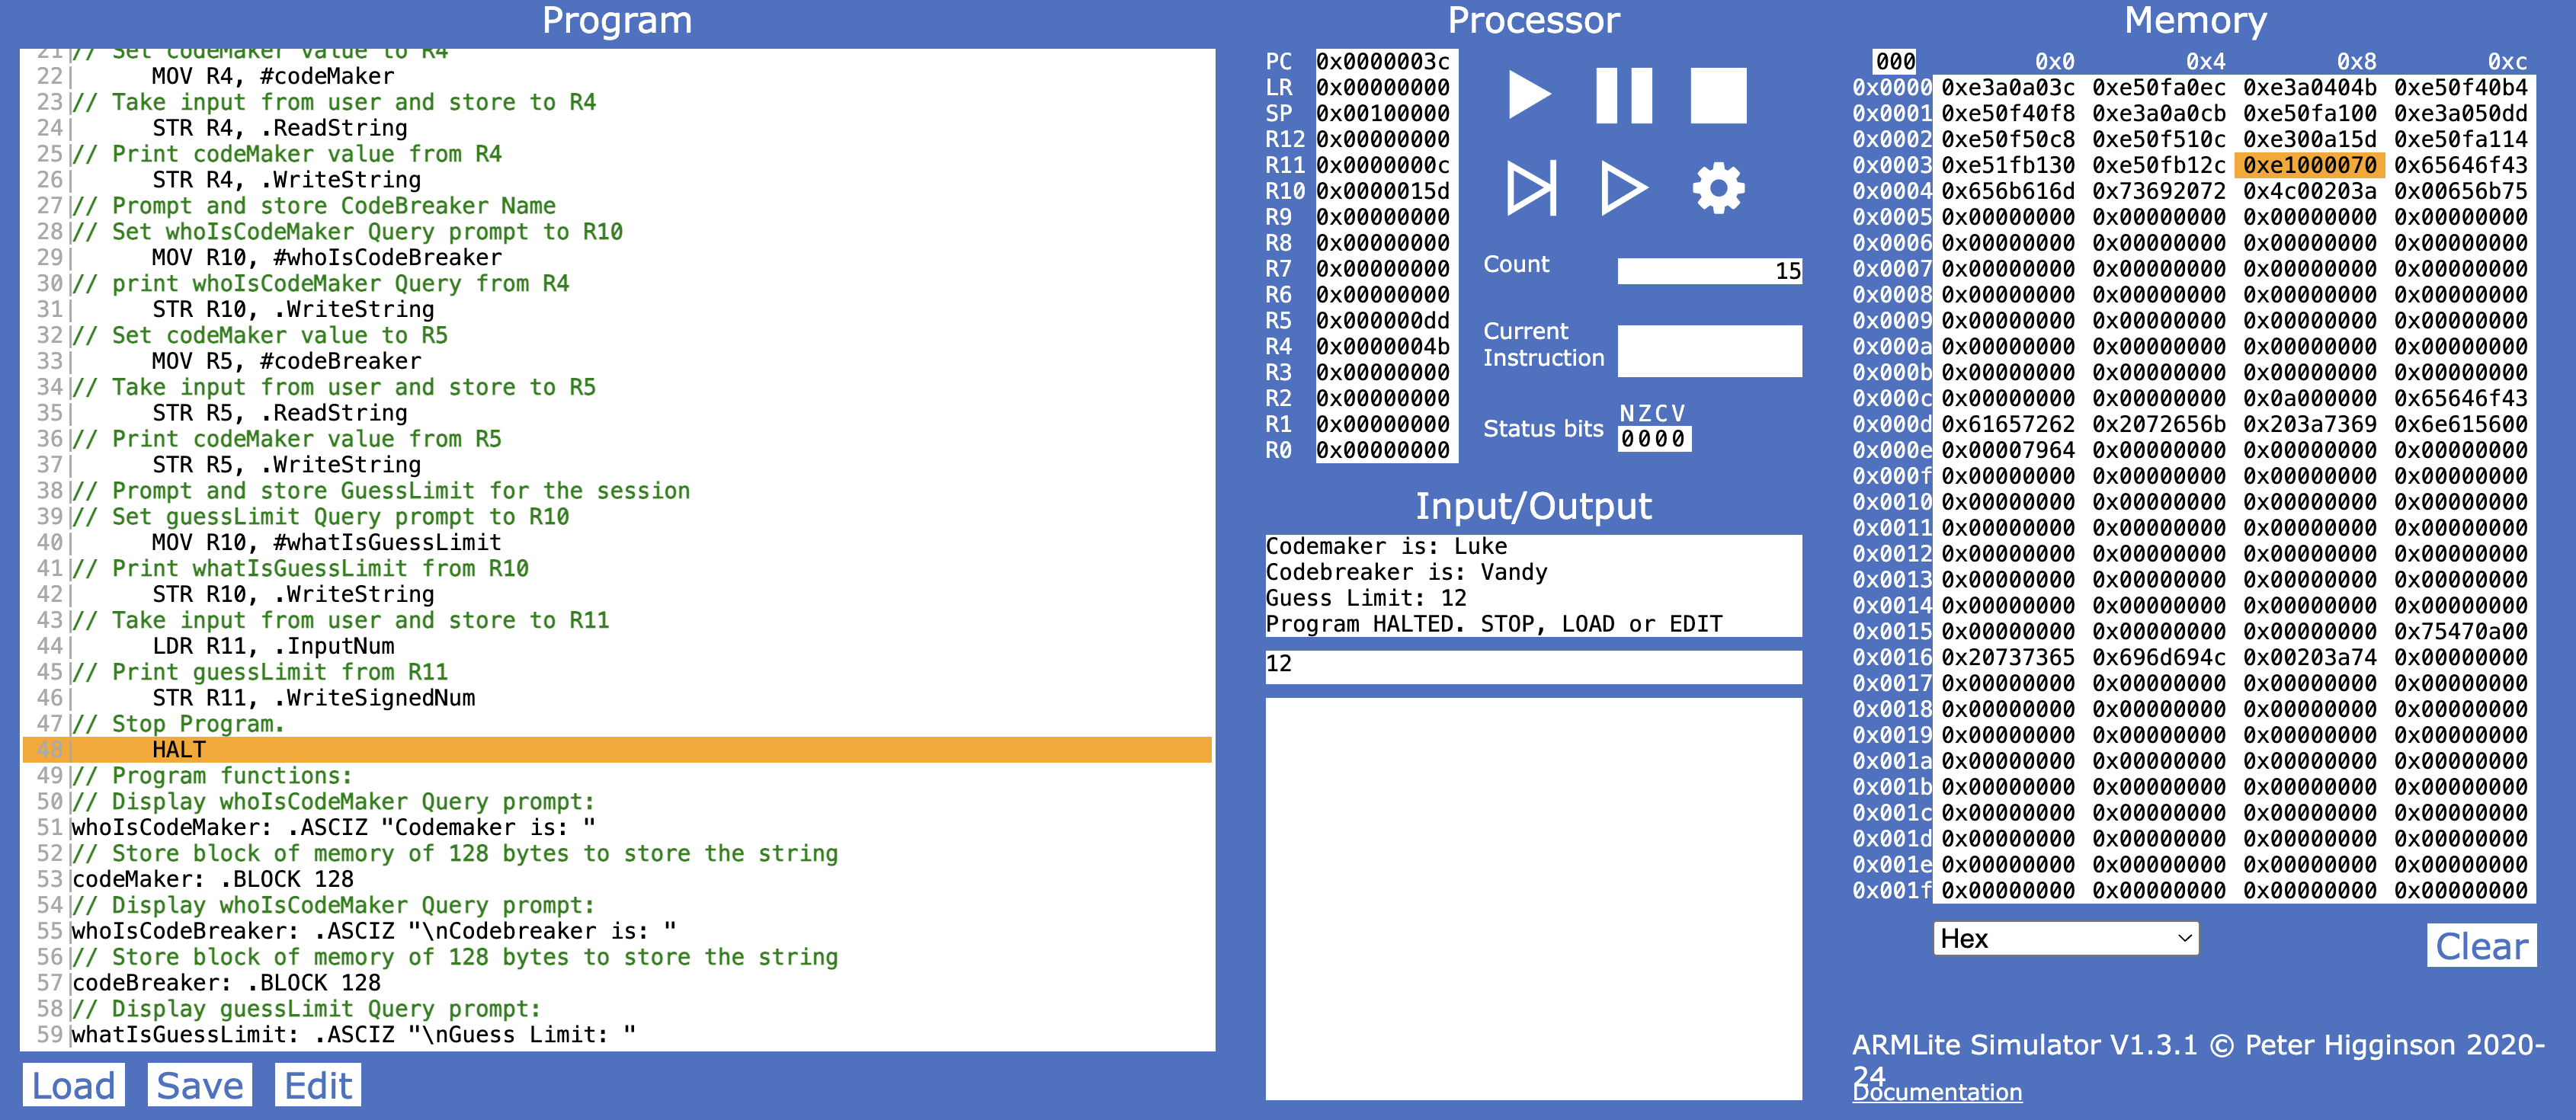 Program
21|// Set codeMaker value to R4
22|      MOV R4, #codeMaker
23|// Take input from user and store to R4
24|      STR R4, .ReadString
25|// Print codeMaker value from R4
26|      STR R4, .WriteString
27|// Prompt and store CodeBreaker Name
28|// Set whoIsCodeMaker Query prompt to R10
29|      MOV R10, #whoIsCodeBreaker
30|// print whoIsCodeMaker Query from R4
31|      STR R10, .WriteString
32|// Set codeMaker value to R5
33|      MOV R5, #codeBreaker
34|// Take input from user and store to R5
35|      STR R5, .ReadString
36|// Print codeMaker value from R5
37|      STR R5, .WriteString
38|// Prompt and store GuessLimit for the session
39|// Set guessLimit Query prompt to R10
40|      MOV R10, #whatIsGuessLimit
41|// Print whatIsGuessLimit from R10
42|      STR R10, .WriteString
43|// Take input from user and store to R11
44|      LDR R11, .InputNum
45|// Print guessLimit from R11
46|      STR R11, .WriteSignedNum
47|// Stop Program.
48|      HALT
49|// Program functions:
50|// Display whoIsCodeMaker Query prompt:
51|whoIsCodeMaker: .ASCIZ "Codemaker is: "
52|// Store block of memory of 128 bytes to store the string
53|codeMaker: .BLOCK 128
54|// Display whoIsCodeMaker Query prompt:
55|whoIsCodeBreaker: .ASCIZ "\nCodebreaker is: "
56|// Store block of memory of 128 bytes to store the string
57|codeBreaker: .BLOCK 128
58|// Display guessLimit Query prompt:
59|whatIsGuessLimit: .ASCIZ "\nGuess Limit: "
Load Save Edit
Processor
PC 0x0000003c
LR 0x00000000
SP 0x00100000
R12 0x00000000
R11 0x0000000c
R10 0x0000015d
R9 0x00000000
R8 0x00000000
R7 0x00000000
R6 0x00000000
R5 0x000000dd
R4 0x0000004b
R3 0x00000000
R2 0x00000000
R1 0x00000000
R0 0x00000000
Count 15
Current
Instruction
NZCV
Status bits 0000
Input/Output
Codemaker is: Luke
Codebreaker is: Vandy
Guess Limit: 12
Program HALTED. STOP, LOAD or EDIT
12
Memory
000 0x0 0x4 0x8 0xc
0x0000 0xe3a0a03c 0xe50fa0ec 0xe3a0404b 0xe50f40b4
0x0001 0xe50f40f8 0xe3a0a0cb 0xe50fa100 0xe3a050dd
0x0002 0xe50f50c8 0xe50f510c 0xe300a15d 0xe50fa114
0x0003 0xe51fb130 0xe50fb12c 0xe1000070 0x65646f43
0x0004 0x656b616d 0x73692072 0x4c00203a 0x00656b75
0x0005 0x00000000 0x00000000 0x00000000 0x00000000
0x0006 0x00000000 0x00000000 0x00000000 0x00000000
0x0007 0x00000000 0x00000000 0x00000000 0x00000000
0x0008 0x00000000 0x00000000 0x00000000 0x00000000
0x0009 0x00000000 0x00000000 0x00000000 0x00000000
0x000a 0x00000000 0x00000000 0x00000000 0x00000000
0x000b 0x00000000 0x00000000 0x00000000 0x00000000
0x000c 0x00000000 0x00000000 0x0a000000 0x65646f43
0x000d 0x61657262 0x2072656b 0x203a7369 0x6e615600
0x000e 0x00007964 0x00000000 0x00000000 0x00000000
0x000f 0x00000000 0x00000000 0x00000000 0x00000000
0x0010 0x00000000 0x00000000 0x00000000 0x00000000
0x0011 0x00000000 0x00000000 0x00000000 0x00000000
0x0012 0x00000000 0x00000000 0x00000000 0x00000000
0x0013 0x00000000 0x00000000 0x00000000 0x00000000
0x0014 0x00000000 0x00000000 0x00000000 0x00000000
0x0015 0x00000000 0x00000000 0x00000000 0x75470a00
0x0016 0x20737365 0x696d694c 0x00203a74 0x00000000
0x0017 0x00000000 0x00000000 0x00000000 0x00000000
0x0018 0x00000000 0x00000000 0x00000000 0x00000000
0x0019 0x00000000 0x00000000 0x00000000 0x00000000
0x001a 0x00000000 0x00000000 0x00000000 0x00000000
0x001b 0x00000000 0x00000000 0x00000000 0x00000000
0x001c 0x00000000 0x00000000 0x00000000 0x00000000
0x001d 0x00000000 0x00000000 0x00000000 0x00000000
0x001e 0x00000000 0x00000000 0x00000000 0x00000000
0x001f 0x00000000 0x00000000 0x00000000 0x00000000
Hex
Clear
ARMLite Simulator V1.3.1 © Peter Higginson 2020-
24
Documentation